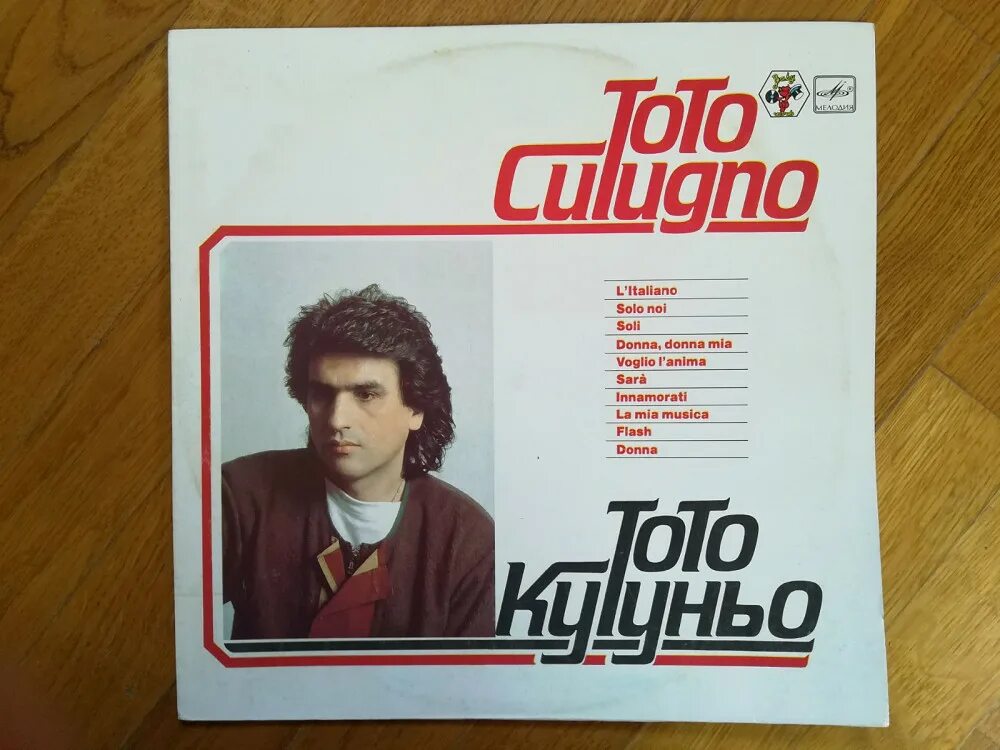 ToTo
Cutugno
Baby
МЕЛОДИЯ
L'Italiano
Solo noi
Soli
Donna, donna mia
Voglio l'anima
Sarà
Innamorati
La mia musica
Flash
Donna
ТоТо
Кутуньо